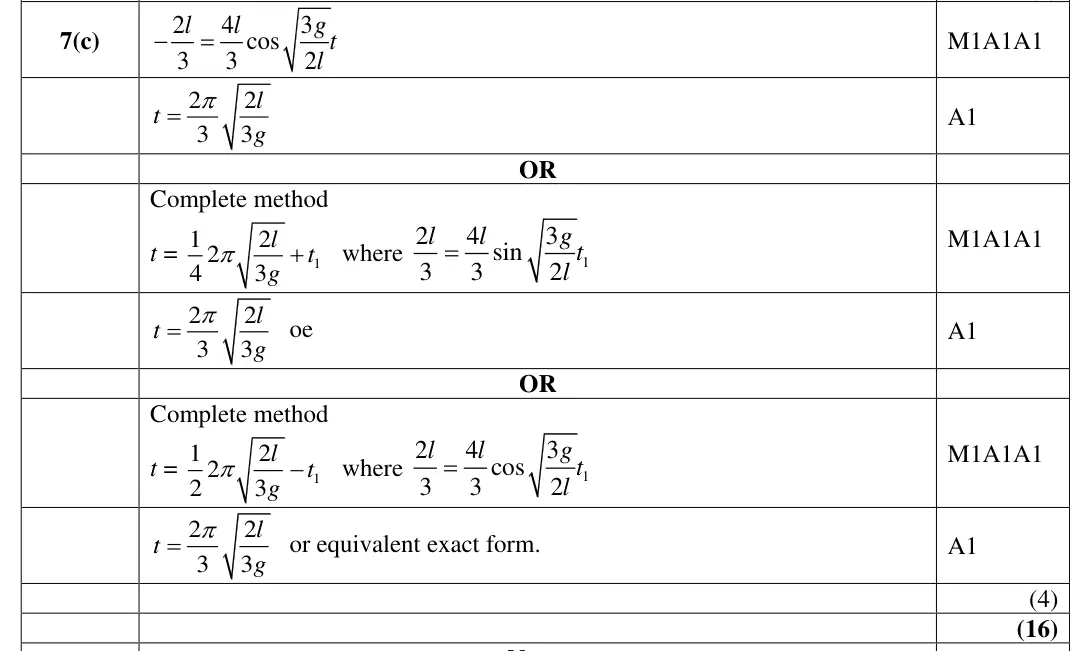 7(c) −2l/3 = 4l/3 cos √(3g/2l) t M1A1A1
t = 2π/3 √(2l/3g) A1
OR
Complete method
t = 1/4 2π √(2l/3g) + t₁ where 2l/3 = 4l/3 sin √(3g/2l) t₁ M1A1A1
t = 2π/3 √(2l/3g) oe A1
OR
Complete method
t = 1/2 2π √(2l/3g) − t₁ where 2l/3 = 4l/3 cos √(3g/2l) t₁ M1A1A1
t = 2π/3 √(2l/3g) or equivalent exact form. A1
(4)
(16)